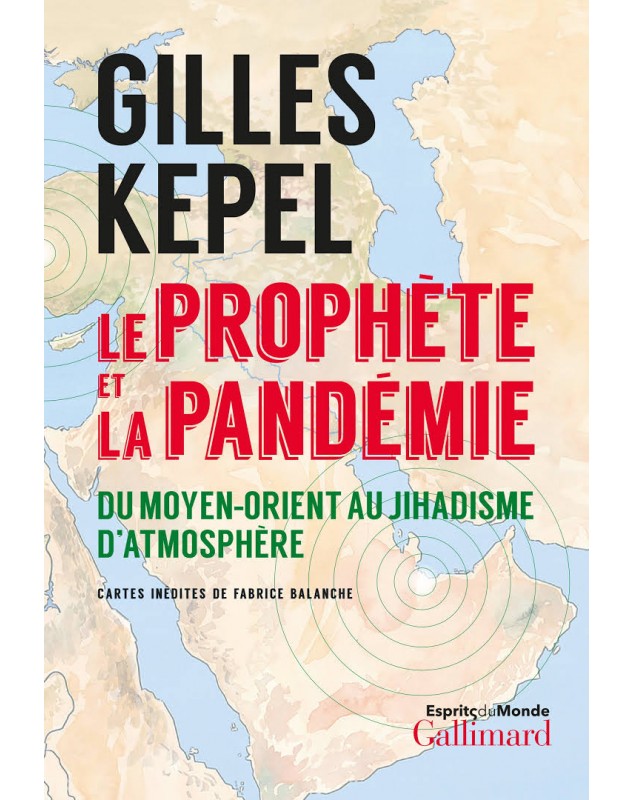 GILLES
KEPEL
LE PROPHÈTE
ET
LA PANDÉMIE
DU MOYEN-ORIENT AU JIHADISME
D'ATMOSPHÈRE
CARTES INÉDITES DE FABRICE BALANCHE
EspritsduMonde
Gallimard